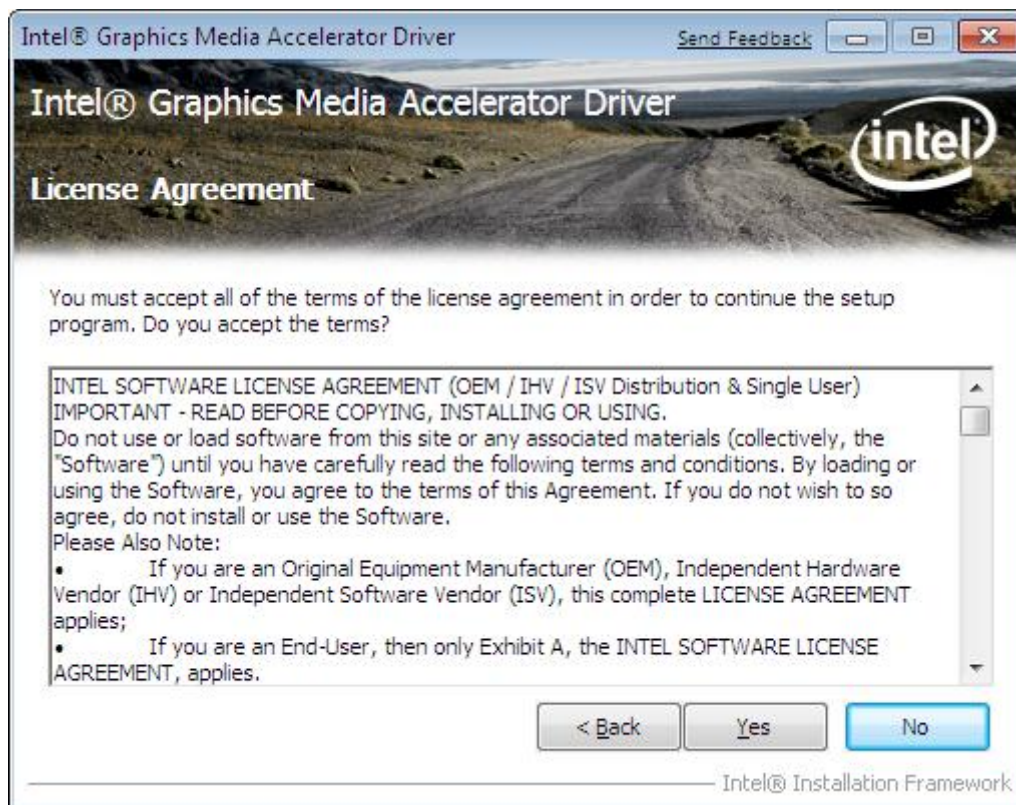 Intel® Graphics Media Accelerator Driver
Send Feedback
Intel® Graphics Media Accelerator Driver
intel
License Agreement
You must accept all of the terms of the license agreement in order to continue the setup
program. Do you accept the terms?
INTEL SOFTWARE LICENSE AGREEMENT (OEM / IHV / ISV Distribution & Single User)
IMPORTANT - READ BEFORE COPYING, INSTALLING OR USING.
Do not use or load software from this site or any associated materials (collectively, the
"Software") until you have carefully read the following terms and conditions. By loading or
using the Software, you agree to the terms of this Agreement. If you do not wish to so
agree, do not install or use the Software.
Please Also Note:
• If you are an Original Equipment Manufacturer (OEM), Independent Hardware
Vendor (IHV) or Independent Software Vendor (ISV), this complete LICENSE AGREEMENT
applies;
• If you are an End-User, then only Exhibit A, the INTEL SOFTWARE LICENSE
AGREEMENT, applies.
< Back
Yes
No
Intel® Installation Framework